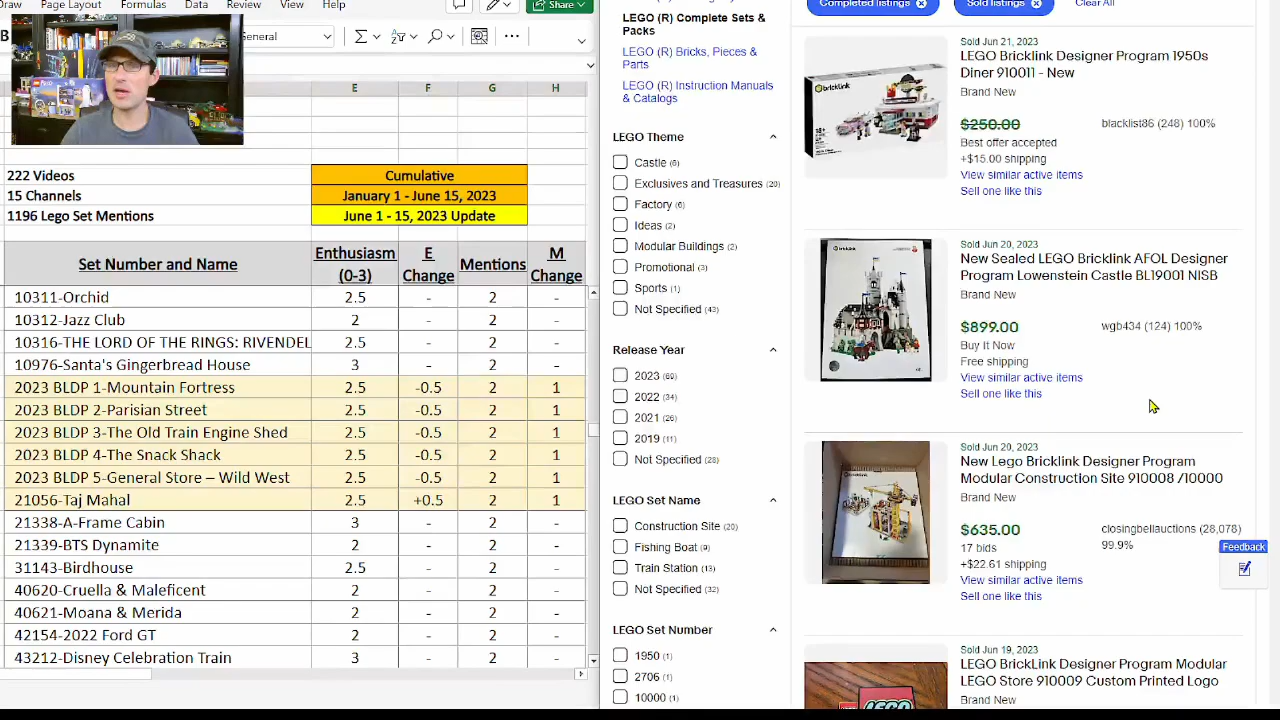 Draw
Page Layout
Formulas
Data
Review
View
Help
Share
B
General
E
F
G
H
222 Videos
15 Channels
1196 Lego Set Mentions
Cumulative
January 1 - June 15, 2023
June 1 - 15, 2023 Update
Set Number and Name
Enthusiasm
(0-3)
E
Change
Mentions
M
Change
10311-Orchid 2.5 - 2 -
10312-Jazz Club 2 - 2 -
10316-THE LORD OF THE RINGS: RIVENDEL 2.5 - 2 -
10976-Santa's Gingerbread House 3 - 2 -
2023 BLDP 1-Mountain Fortress 2.5 -0.5 2 1
2023 BLDP 2-Parisian Street 2.5 -0.5 2 1
2023 BLDP 3-The Old Train Engine Shed 2.5 -0.5 2 1
2023 BLDP 4-The Snack Shack 2.5 -0.5 2 1
2023 BLDP 5-General Store – Wild West 2.5 -0.5 2 1
21056-Taj Mahal 2.5 +0.5 2 1
21338-A-Frame Cabin 3 - 2 -
21339-BTS Dynamite 2 - 2 -
31143-Birdhouse 2.5 - 2 -
40620-Cruella & Maleficent 2 - 2 -
40621-Moana & Merida 2 - 2 -
42154-2022 Ford GT 2 - 2 -
43212-Disney Celebration Train 3 - 2 -
LEGO (R) Complete Sets &
Packs
LEGO (R) Bricks, Pieces &
Parts
LEGO (R) Instruction Manuals
& Catalogs
LEGO Theme
Castle (6)
Exclusives and Treasures (20)
Factory (6)
Ideas (2)
Modular Buildings (2)
Promotional (3)
Sports (1)
Not Specified (43)
Release Year
2023 (69)
2022 (34)
2021 (26)
2019 (11)
Not Specified (28)
LEGO Set Name
Construction Site (20)
Fishing Boat (9)
Train Station (13)
Not Specified (32)
LEGO Set Number
1950 (1)
2706 (1)
10000 (1)
Completed listings
Sold listings
Clear All
bricklink
Sold Jun 21, 2023
LEGO Bricklink Designer Program 1950s
Diner 910011 - New
Brand New
$250.00
blacklist86 (248) 100%
Best offer accepted
+$15.00 shipping
View similar active items
Sell one like this
Sold Jun 20, 2023
New Sealed LEGO Bricklink AFOL Designer
Program Lowenstein Castle BL19001 NISB
Brand New
$899.00
wgb434 (124) 100%
Buy It Now
Free shipping
View similar active items
Sell one like this
Sold Jun 20, 2023
New Lego Bricklink Designer Program
Modular Construction Site 910008 /10000
Brand New
$635.00
closingbellauctions (28,078)
99.9%
17 bids
+$22.61 shipping
View similar active items
Sell one like this
Feedback
Sold Jun 19, 2023
LEGO BrickLink Designer Program Modular
LEGO Store 910009 Custom Printed Logo
Brand New